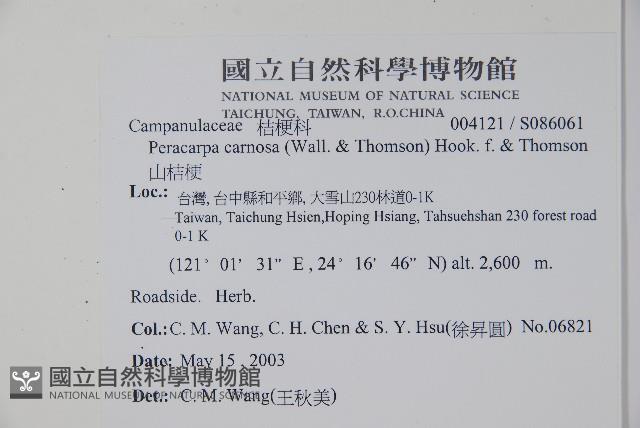 國立自然科學博物館
NATIONAL MUSEUM OF NATURAL SCIENCE
TAICHUNG, TAIWAN, R.O.CHINA
Campanulaceae 桔梗科 004121 / S086061
Peracarpa carnosa (Wall. & Thomson) Hook. f. & Thomson
山桔梗
Loc.: 台灣, 台中縣和平鄉, 大雪山230林道0-1K
Taiwan, Taichung Hsien,Hoping Hsiang, Tahsuehshan 230 forest road
0-1 K
(121° 01' 31" E , 24° 16' 46" N) alt. 2,600 m.
Roadside. Herb.
Col.: C. M. Wang, C. H. Chen & S. Y. Hsu(徐昇圓) No.06821
Date: May 15 , 2003
國立自然科學博物館
NATIONAL MUSEUM OF NATURAL SCIENCE
Det.: C. M. Wang(王秋美)